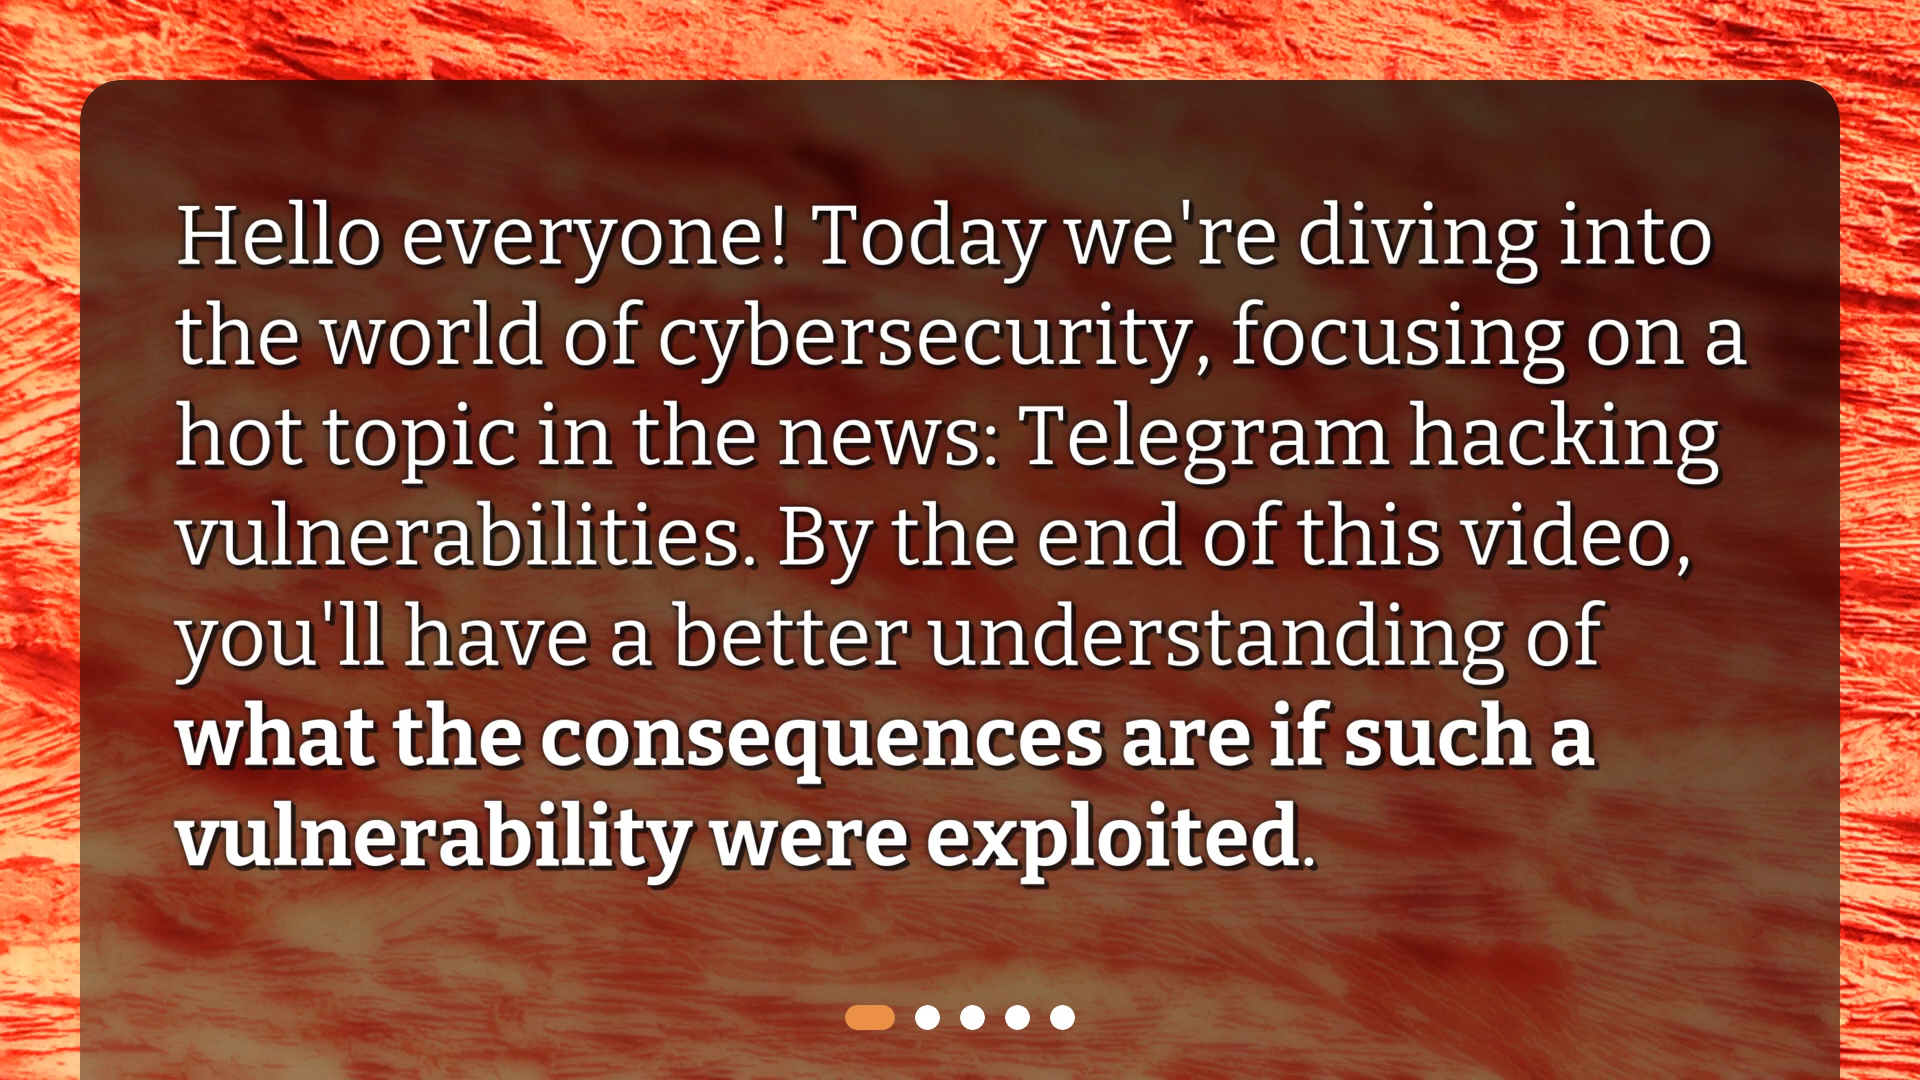 Hello everyone! Today we're diving into
the world of cybersecurity, focusing on a
hot topic in the news: Telegram hacking
vulnerabilities. By the end of this video,
you'll have a better understanding of
what the consequences are if such a
vulnerability were exploited.